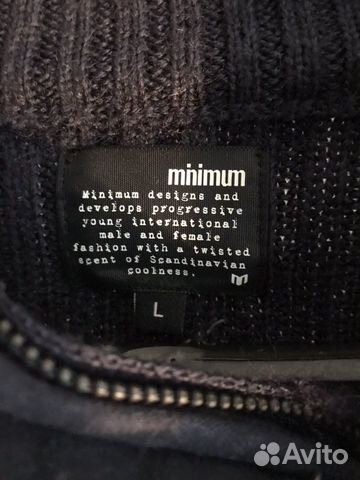 minimum
Minimum designs and
develops progressive
young international
male and female
fashion with a twisted
scent of Scandinavian
coolness.
L
Avito